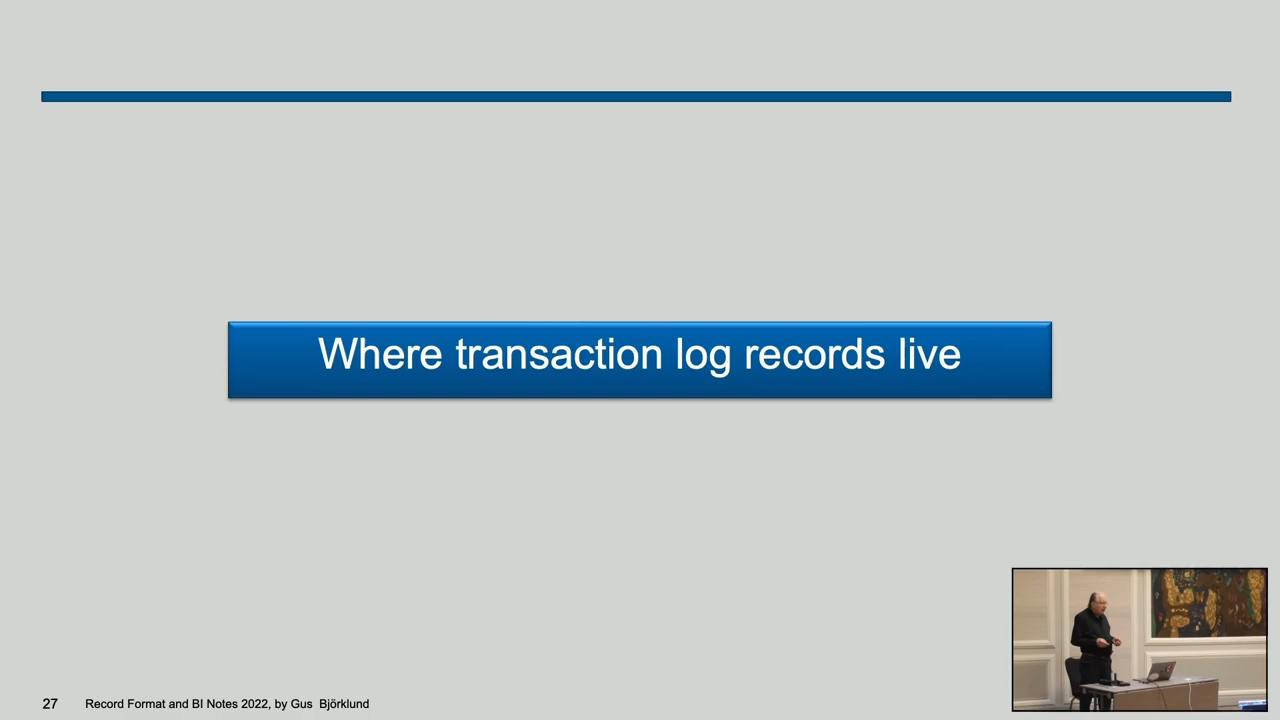 Where transaction log records live
27 Record Format and BI Notes 2022, by Gus Björklund